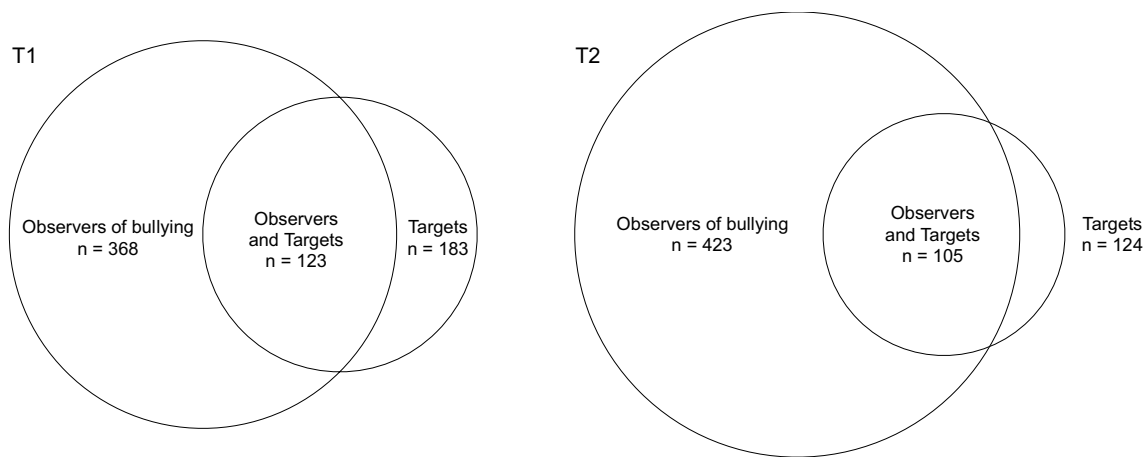 T1
Observers of bullying
n = 368
Observers
and Targets
n = 123
Targets
n = 183
T2
Observers of bullying
n = 423
Observers
and Targets
n = 105
Targets
n = 124